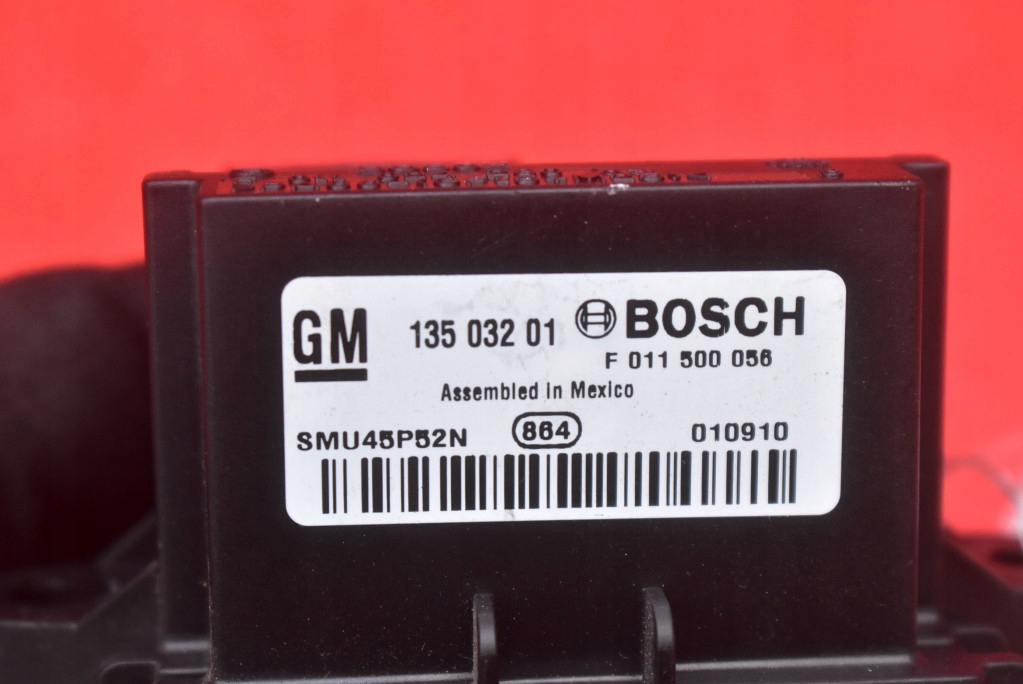 GM 135 032 01 BOSCH
F 011 500 056
Assembled in Mexico
SMU45P52N 864 010910